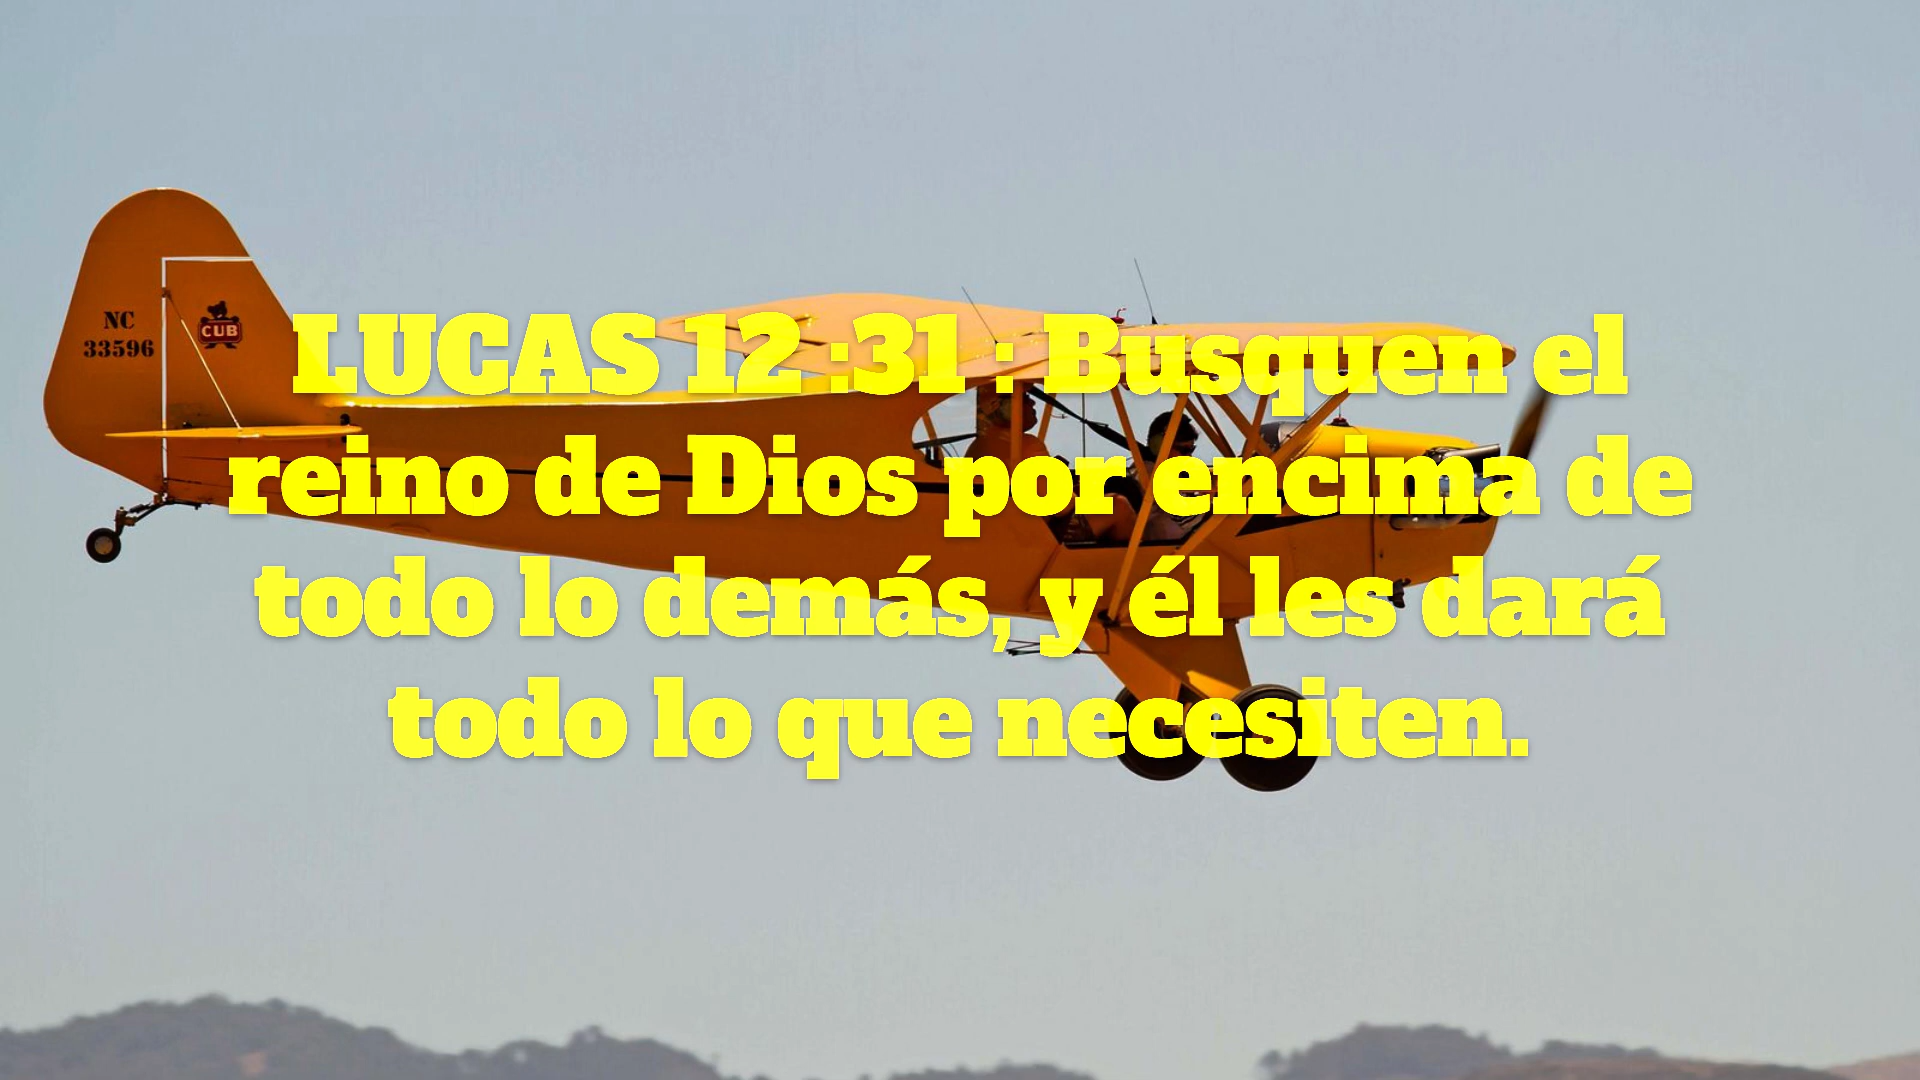 NC
33596
CUB
LUCAS 12 :31 : Busquen el
reino de Dios por encima de
todo lo demás, y él les dará
todo lo que necesiten.